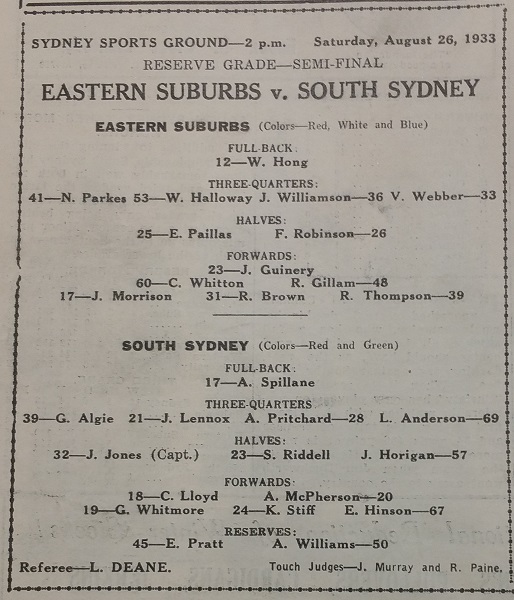 SYDNEY SPORTS GROUND—2 p.m. Saturday, August 26, 1933
RESERVE GRADE—SEMI-FINAL
EASTERN SUBURBS v. SOUTH SYDNEY
EASTERN SUBURBS (Colors—Red, White and Blue)
FULL-BACK:
12—W. Hong
THREE-QUARTERS:
41—N. Parkes 53—W. Halloway J. Williamson—36 V. Webber—33
HALVES:
25—E. Paillas F. Robinson—26
FORWARDS:
23—J. Guinery
60—C. Whitton R. Gillam—48
17—J. Morrison 31—R. Brown R. Thompson—39
SOUTH SYDNEY (Colors—Red and Green)
FULL-BACK:
17—A. Spillane
THREE-QUARTERS
39—G. Algie 21—J. Lennox A. Pritchard—28 L. Anderson—69
HALVES:
32—J. Jones (Capt.) 23—S. Riddell J. Horigan—57
FORWARDS:
18—C. Lloyd A. McPherson—20
19—G. Whitmore 24—K. Stiff E. Hinson—67
RESERVES:
45—E. Pratt A. Williams—50
Referee—L. DEANE. Touch Judges—J. Murray and R. Paine.